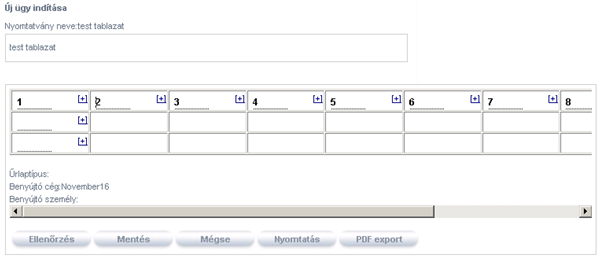 Új ügy indítása
Nyomtatvány neve:test tablazat
test tablazat
1 [+] 2 [+] 3 [+] 4 [+] 5 [+] 6 [+] 7 [+] 8
[+]
[+]
Űrlaptípus:
Benyújtó cég:November16
Benyújtó személy:
Ellenőrzés Mentés Mégse Nyomtatás PDF export